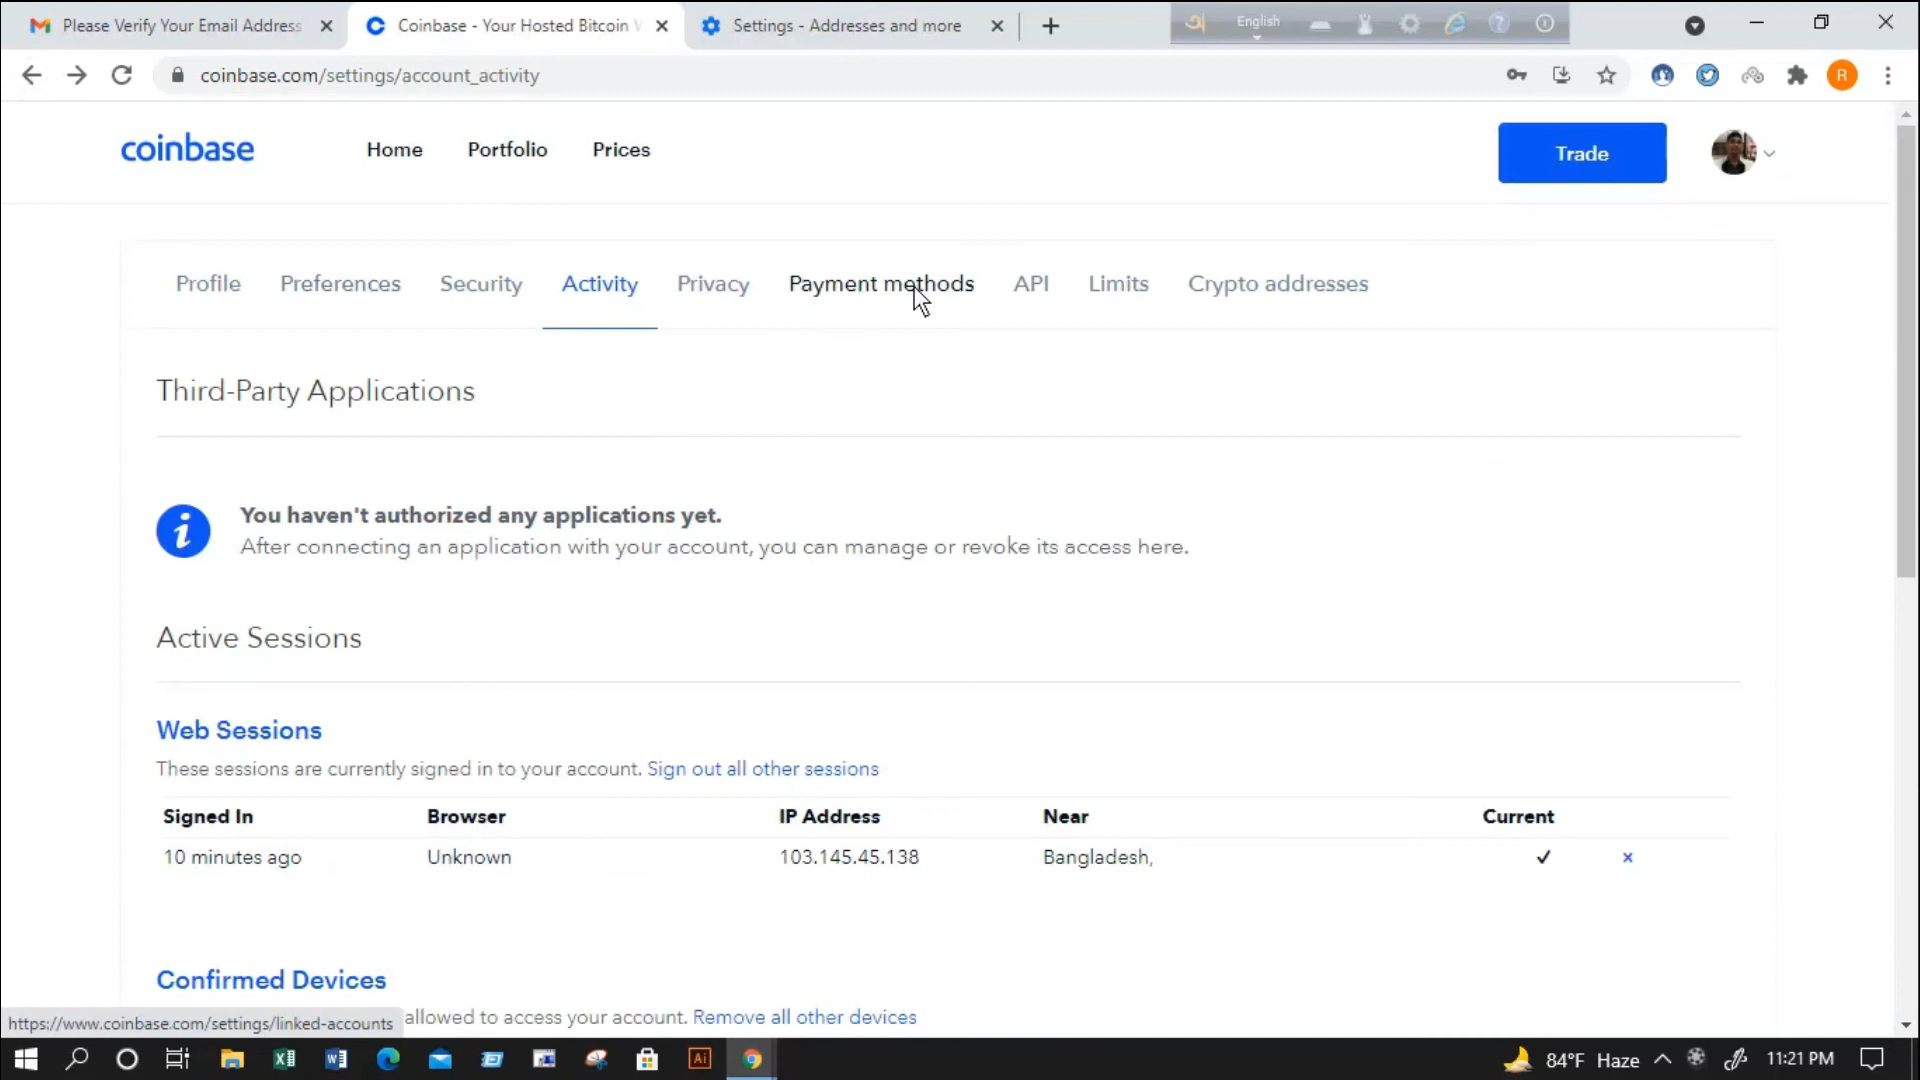 Please Verify Your Email Address
Coinbase - Your Hosted Bitcoin
Settings - Addresses and more
English
coinbase.com/settings/account_activity
R
coinbase
Home
Portfolio
Prices
Trade
Profile
Preferences
Security
Activity
Privacy
Payment methods
API
Limits
Crypto addresses
Third-Party Applications
You haven't authorized any applications yet.
After connecting an application with your account, you can manage or revoke its access here.
Active Sessions
Web Sessions
These sessions are currently signed in to your account. Sign out all other sessions
Signed In Browser IP Address Near Current
10 minutes ago Unknown 103.145.45.138 Bangladesh,
Confirmed Devices
allowed to access your account. Remove all other devices
https://www.coinbase.com/settings/linked-accounts
Ai
84°F Haze
11:21 PM